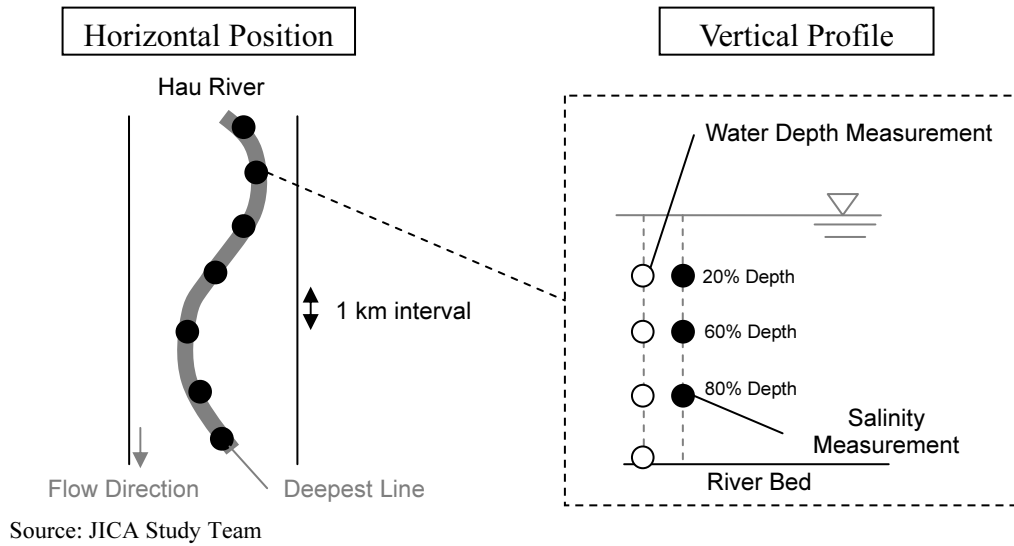 Horizontal Position
Vertical Profile
Hau River
Water Depth Measurement
20% Depth
1 km interval
60% Depth
80% Depth
Salinity
Measurement
Flow Direction
Deepest Line
River Bed
Source: JICA Study Team